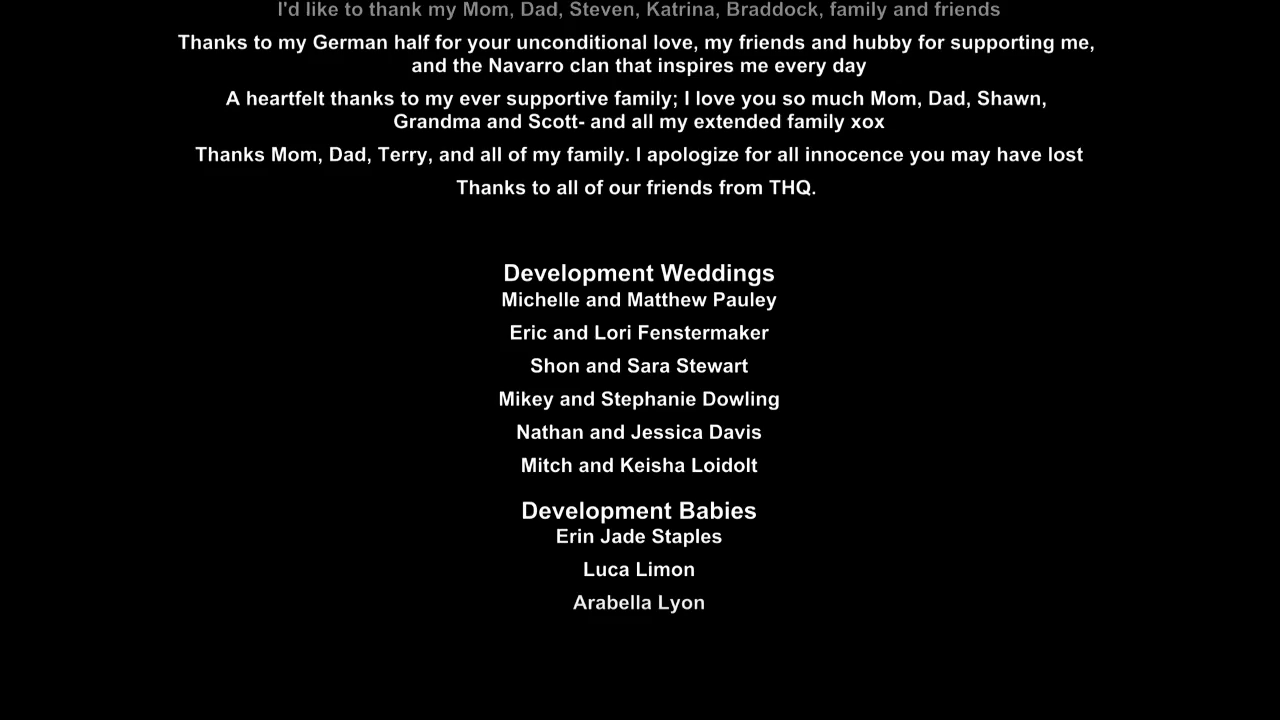 I'd like to thank my Mom, Dad, Steven, Katrina, Braddock, family and friends
Thanks to my German half for your unconditional love, my friends and hubby for supporting me,
and the Navarro clan that inspires me every day
A heartfelt thanks to my ever supportive family; I love you so much Mom, Dad, Shawn,
Grandma and Scott- and all my extended family xox
Thanks Mom, Dad, Terry, and all of my family. I apologize for all innocence you may have lost
Thanks to all of our friends from THQ.
Development Weddings
Michelle and Matthew Pauley
Eric and Lori Fenstermaker
Shon and Sara Stewart
Mikey and Stephanie Dowling
Nathan and Jessica Davis
Mitch and Keisha Loidolt
Development Babies
Erin Jade Staples
Luca Limon
Arabella Lyon